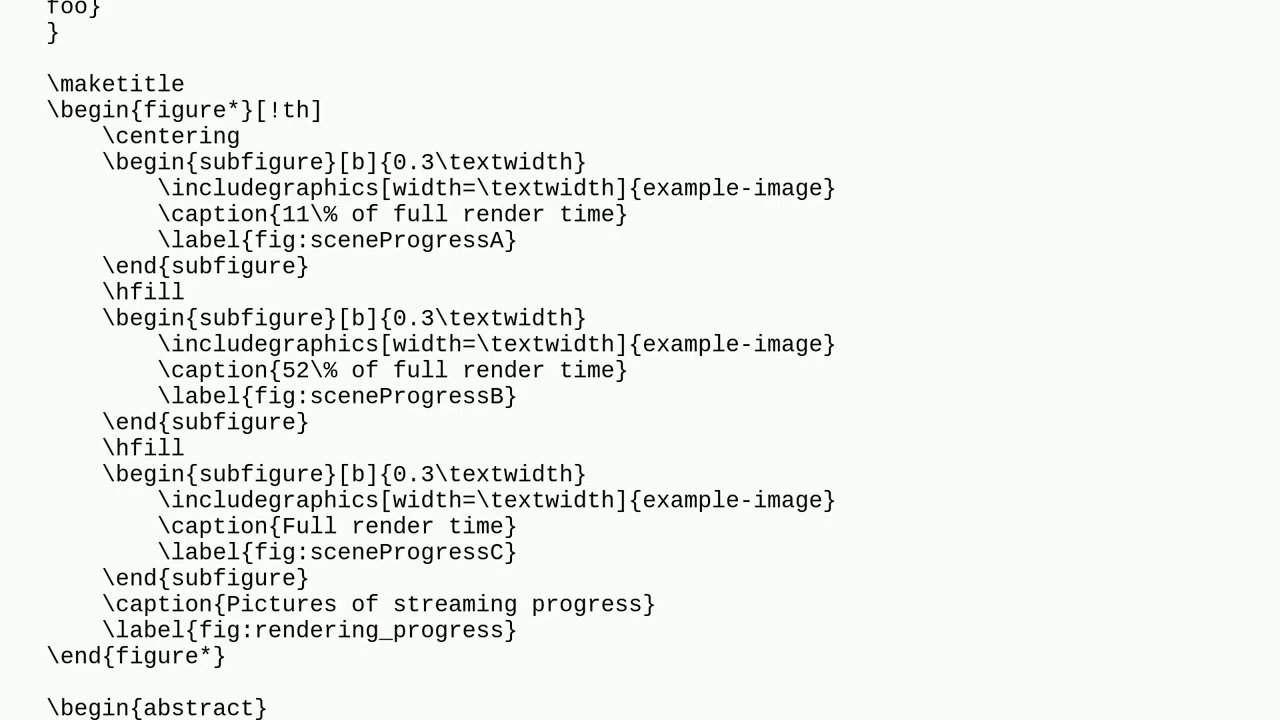 foo}
}
\maketitle
\begin{figure*}[!th]
\centering
\begin{subfigure}[b]{0.3\textwidth}
\includegraphics[width=\textwidth]{example-image}
\caption{11\% of full render time}
\label{fig:sceneProgressA}
\end{subfigure}
\hfill
\begin{subfigure}[b]{0.3\textwidth}
\includegraphics[width=\textwidth]{example-image}
\caption{52\% of full render time}
\label{fig:sceneProgressB}
\end{subfigure}
\hfill
\begin{subfigure}[b]{0.3\textwidth}
\includegraphics[width=\textwidth]{example-image}
\caption{Full render time}
\label{fig:sceneProgressC}
\end{subfigure}
\caption{Pictures of streaming progress}
\label{fig:rendering_progress}
\end{figure*}
\begin{abstract}